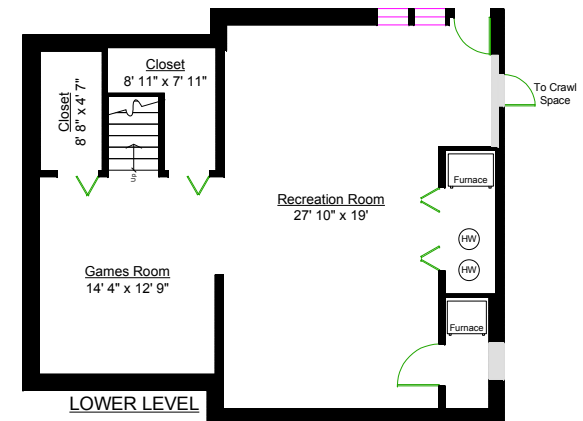 Closet
8' 11" x 7' 11"
Closet
8' 8" x 4' 7"
Up
To Crawl
Space
Furnace
Recreation Room
27' 10" x 19'
HW
HW
Games Room
14' 4" x 12' 9"
Furnace
LOWER LEVEL